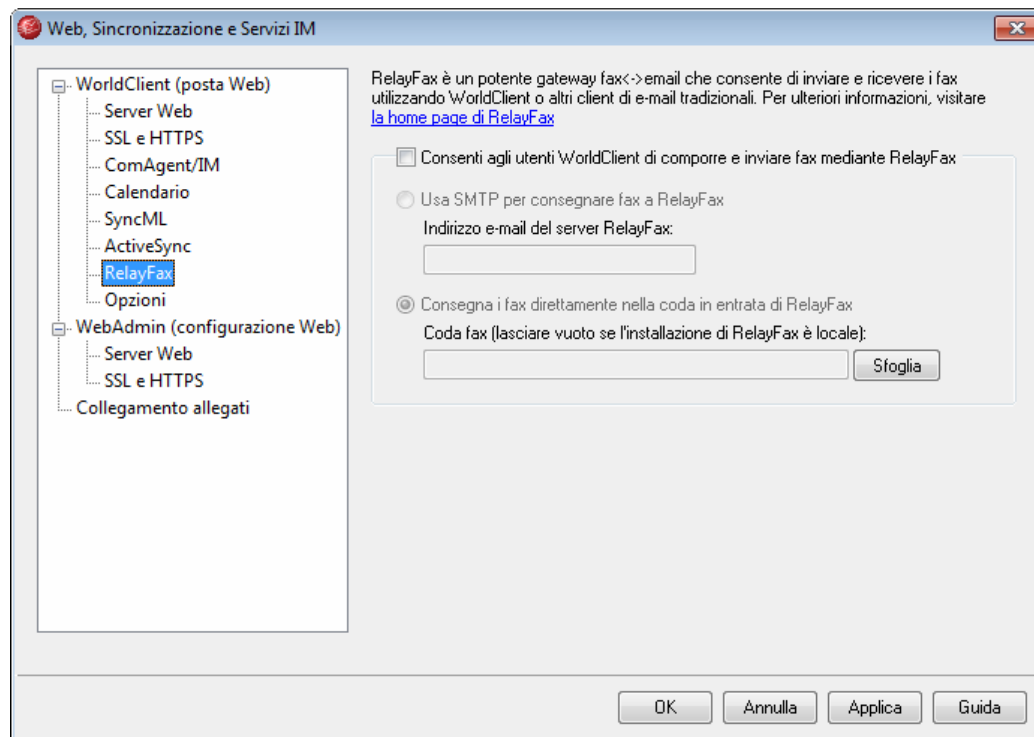 Web, Sincronizzazione e Servizi IM
WorldClient (posta Web)
Server Web
SSL e HTTPS
ComAgent/IM
Calendario
SyncML
ActiveSync
RelayFax
Opzioni
WebAdmin (configurazione Web)
Server Web
SSL e HTTPS
Collegamento allegati
RelayFax è un potente gateway fax<->email che consente di inviare e ricevere i fax
utilizzando WorldClient o altri client di e-mail tradizionali. Per ulteriori informazioni, visitare
la home page di RelayFax
Consenti agli utenti WorldClient di comporre e inviare fax mediante RelayFax
Usa SMTP per consegnare fax a RelayFax
Indirizzo e-mail del server RelayFax:
Consegna i fax direttamente nella coda in entrata di RelayFax
Coda fax (lasciare vuoto se l'installazione di RelayFax è locale):
Sfoglia
OK
Annulla
Applica
Guida